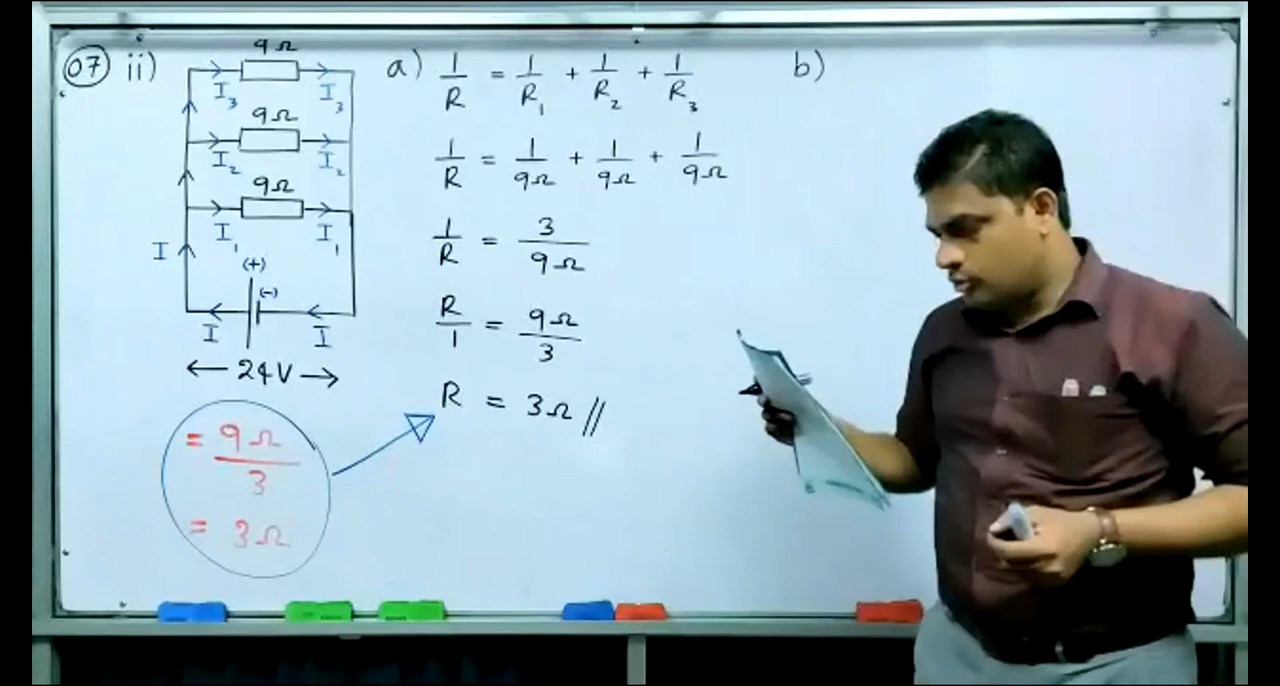 07 ii)
9Ω
I₃ I₃
9Ω
I₂ I₂
9Ω
I₁ I₁
I
(+)
(-)
I I
← 24V →
= 9Ω/3
= 3Ω
a) 1/R = 1/R₁ + 1/R₂ + 1/R₃
1/R = 1/9Ω + 1/9Ω + 1/9Ω
1/R = 3/9Ω
R/1 = 9Ω/3
R = 3Ω //
b)